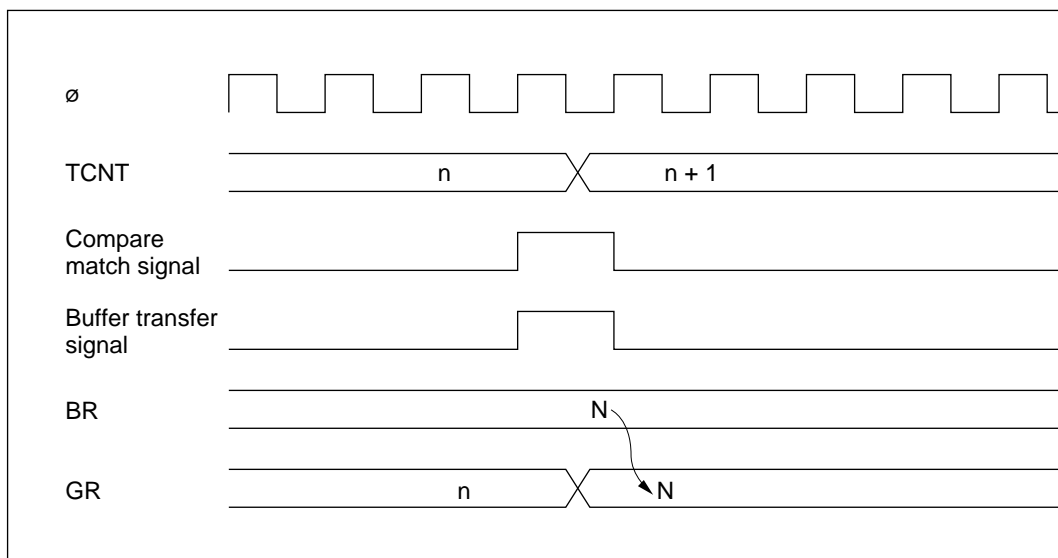 ø
TCNT
n
n + 1
Compare
match signal
Buffer transfer
signal
BR
N
GR
n
N